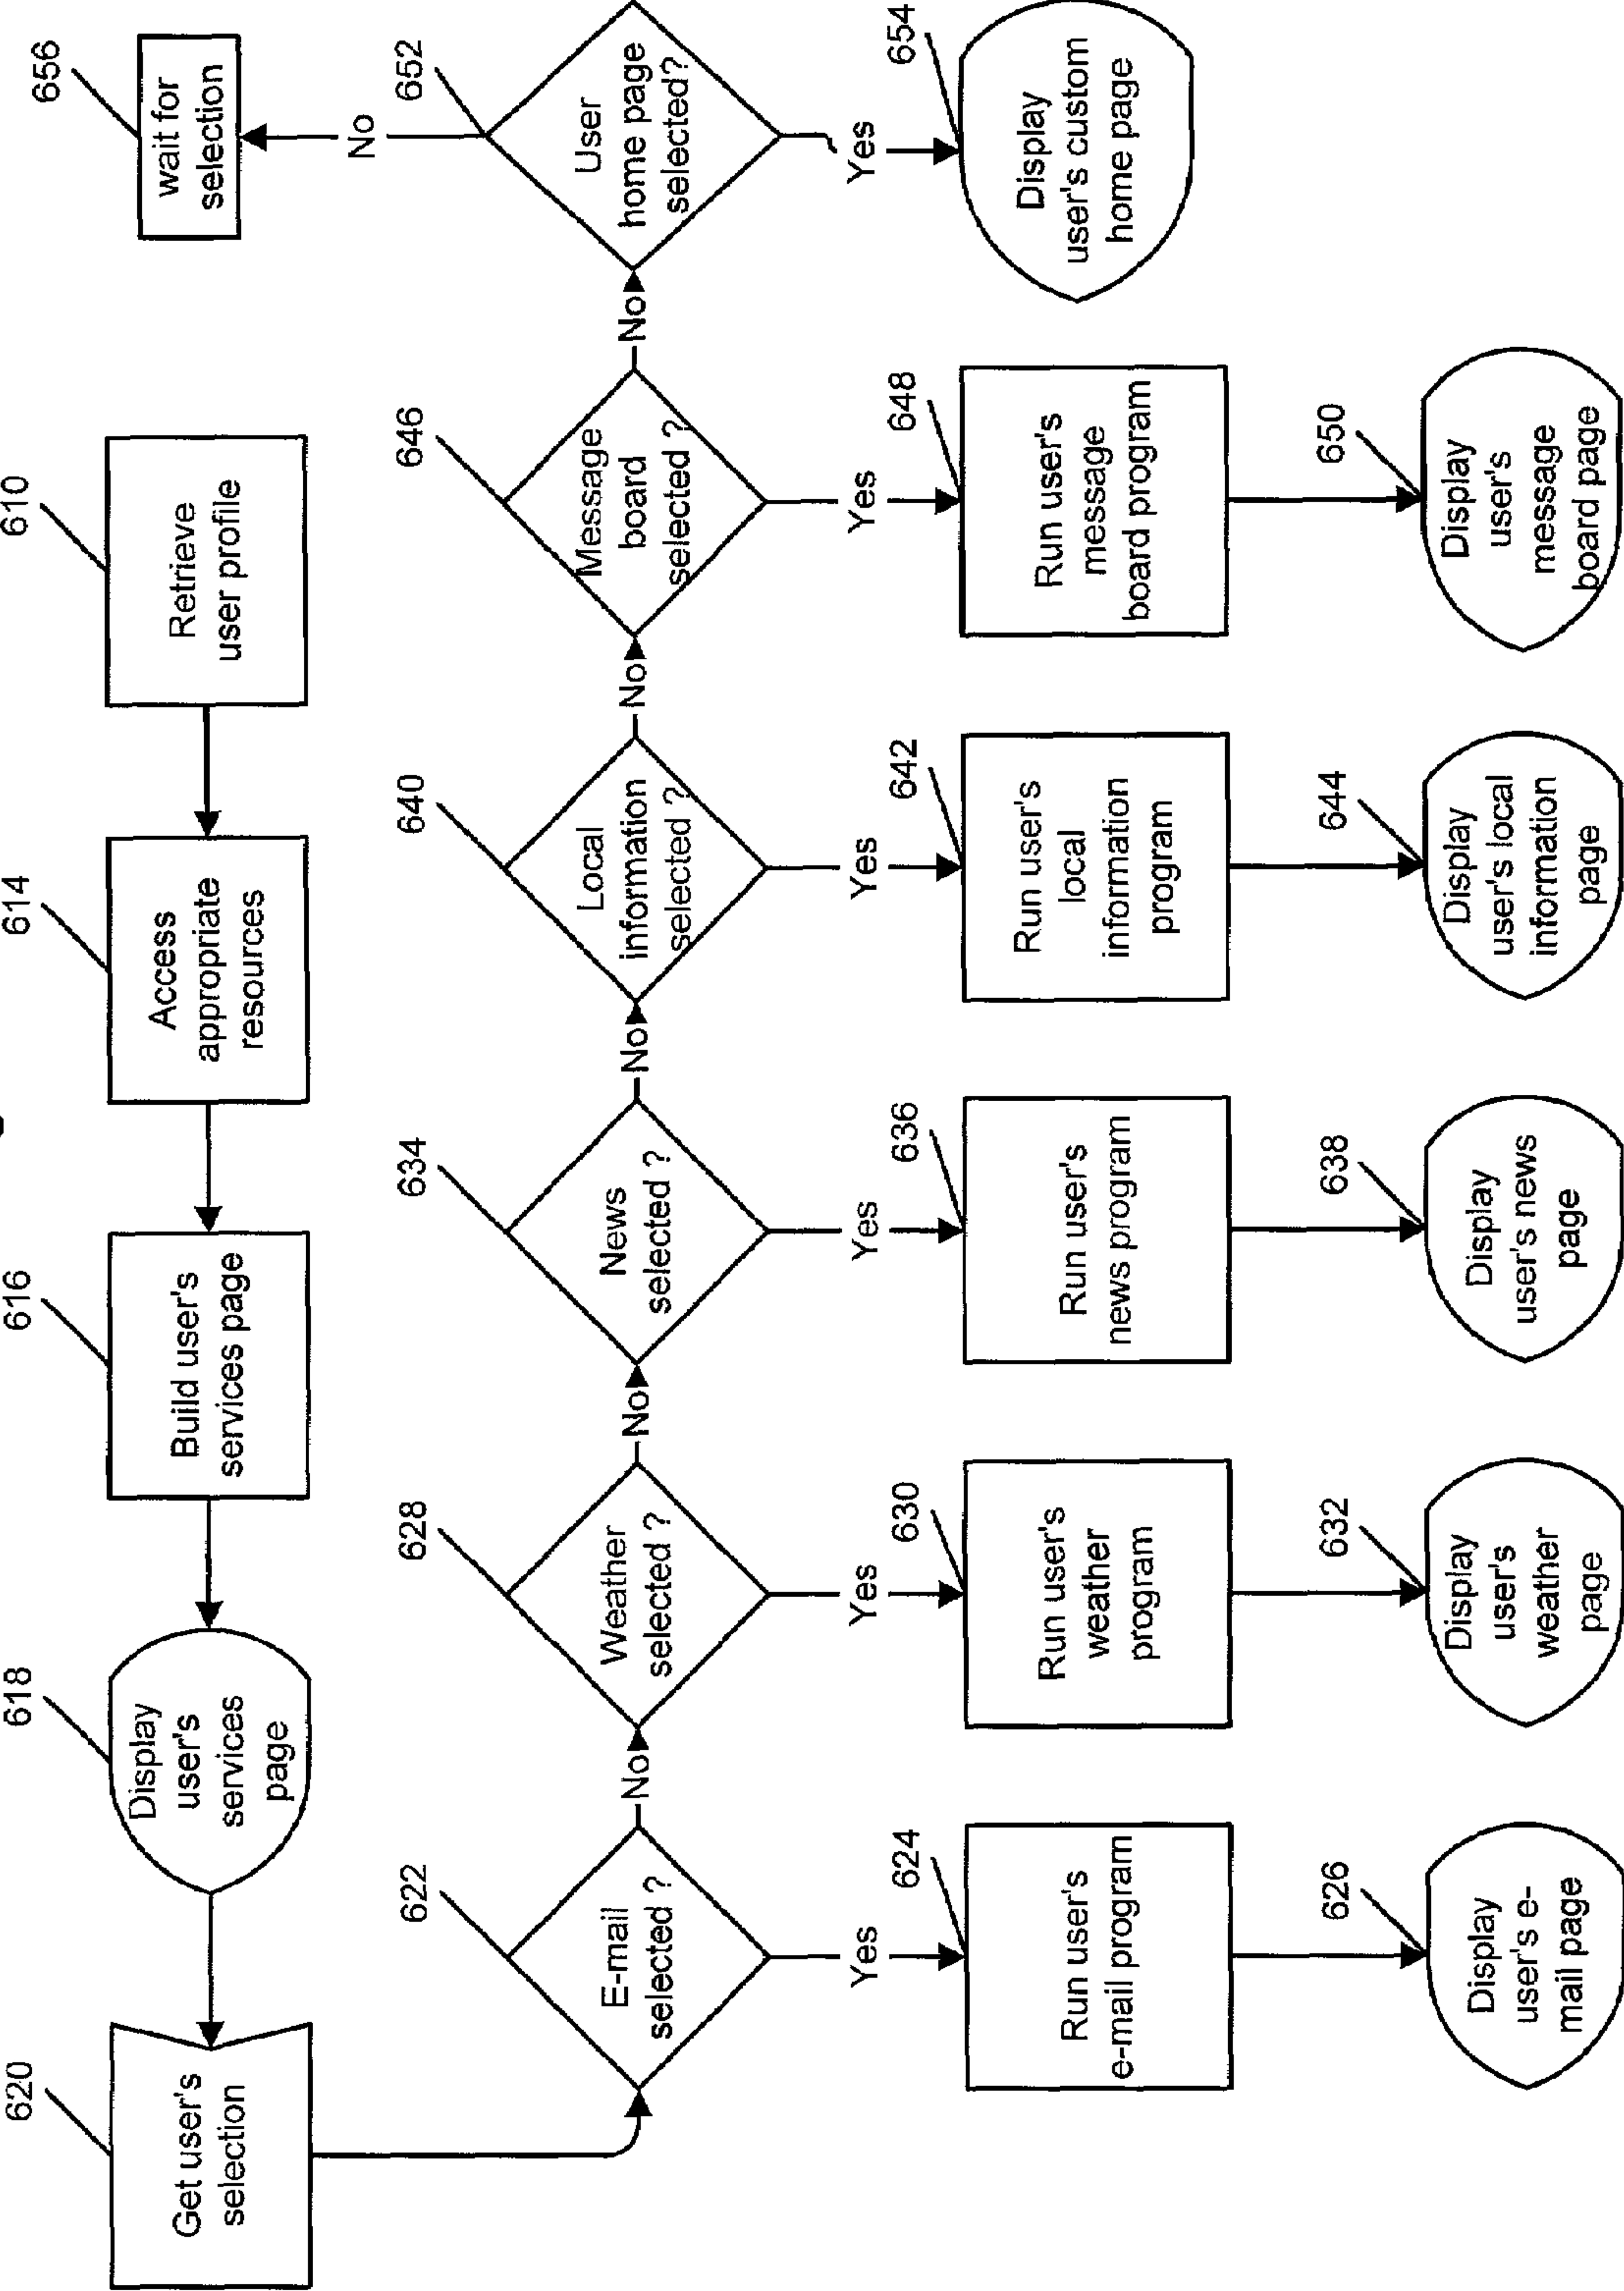 610
Retrieve
user profile
614
Access
appropriate
resources
616
Build user's
services page
618
Display
user's
services
page
620
Get user's
selection
622
E-mail
selected ?
No
Yes
624
Run user's
e-mail program
626
Display
user's e-
mail page
628
Weather
selected ?
No
Yes
630
Run user's
weather
program
632
Display
user's
weather
page
634
News
selected ?
No
Yes
636
Run user's
news program
638
Display
user's news
page
640
Local
information
selected ?
No
Yes
642
Run user's
local
information
program
644
Display
user's local
information
page
646
Message
board
selected ?
No
Yes
648
Run user's
message
board program
650
Display
user's
message
board page
652
User
home page
selected?
No
Yes
654
Display
user's custom
home page
656
wait for
selection